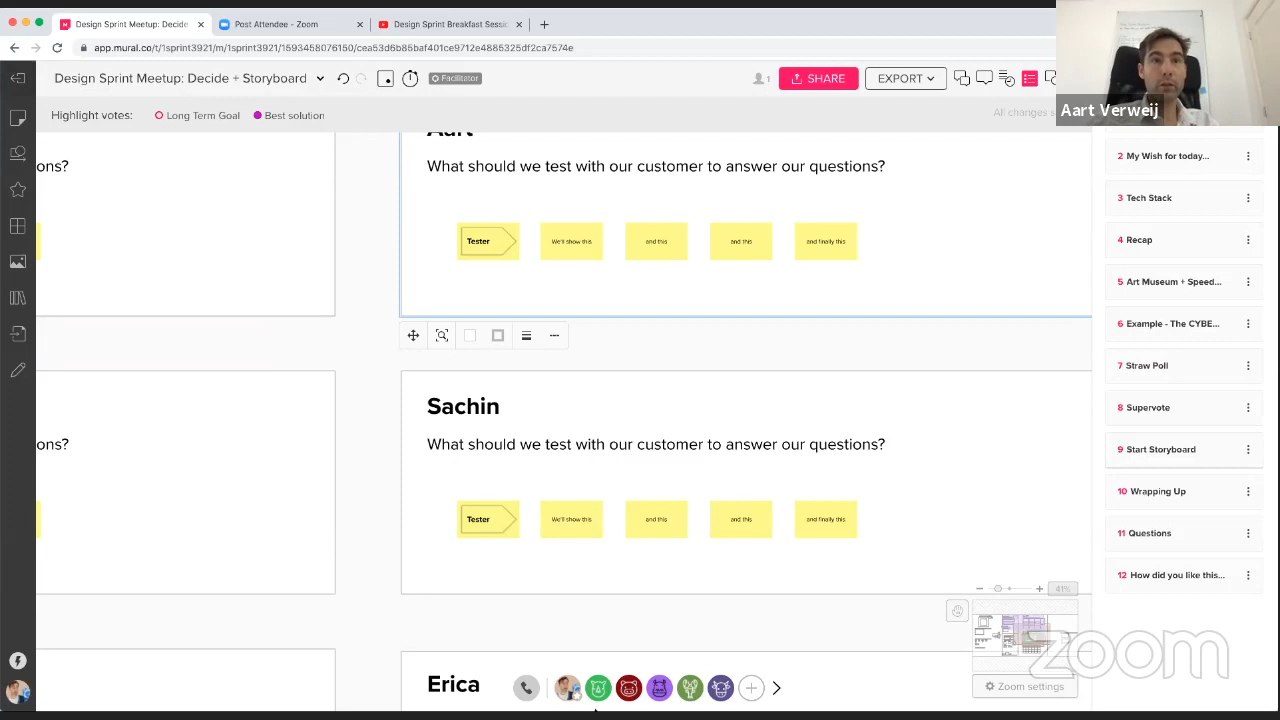 Design Sprint Meetup: Decide
Post Attendee - Zoom
Design Sprint Breakfast Sessi
app.mural.co/t/1sprint3921/m/1sprint3921/1593458076150/cea53d6b85baf401ce9712e4885325df2ca7574e
Design Sprint Meetup: Decide + Storyboard
Facilitator
1
SHARE
EXPORT
Highlight votes:
Long Term Goal
Best solution
All changes s
Aart Verweij
Aart
ons?
What should we test with our customer to answer our questions?
Tester
We'll show this
and this
and this
and finally this
Sachin
ons?
What should we test with our customer to answer our questions?
Tester
We'll show this
and this
and this
and finally this
Erica
2 My Wish for today...
3 Tech Stack
4 Recap
5 Art Museum + Speed...
6 Example - The CYBE...
7 Straw Poll
8 Supervote
9 Start Storyboard
10 Wrapping Up
11 Questions
12 How did you like this...
41%
zoom
Zoom settings